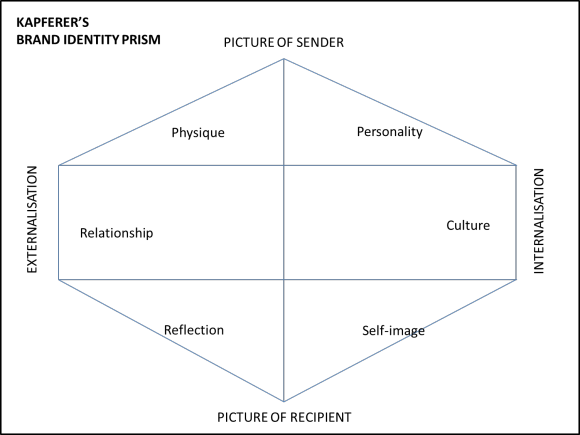 KAPFERER'S
BRAND IDENTITY PRISM
PICTURE OF SENDER
Physique
Personality
EXTERNALISATION
Relationship
Culture
INTERNALISATION
Reflection
Self-image
PICTURE OF RECIPIENT